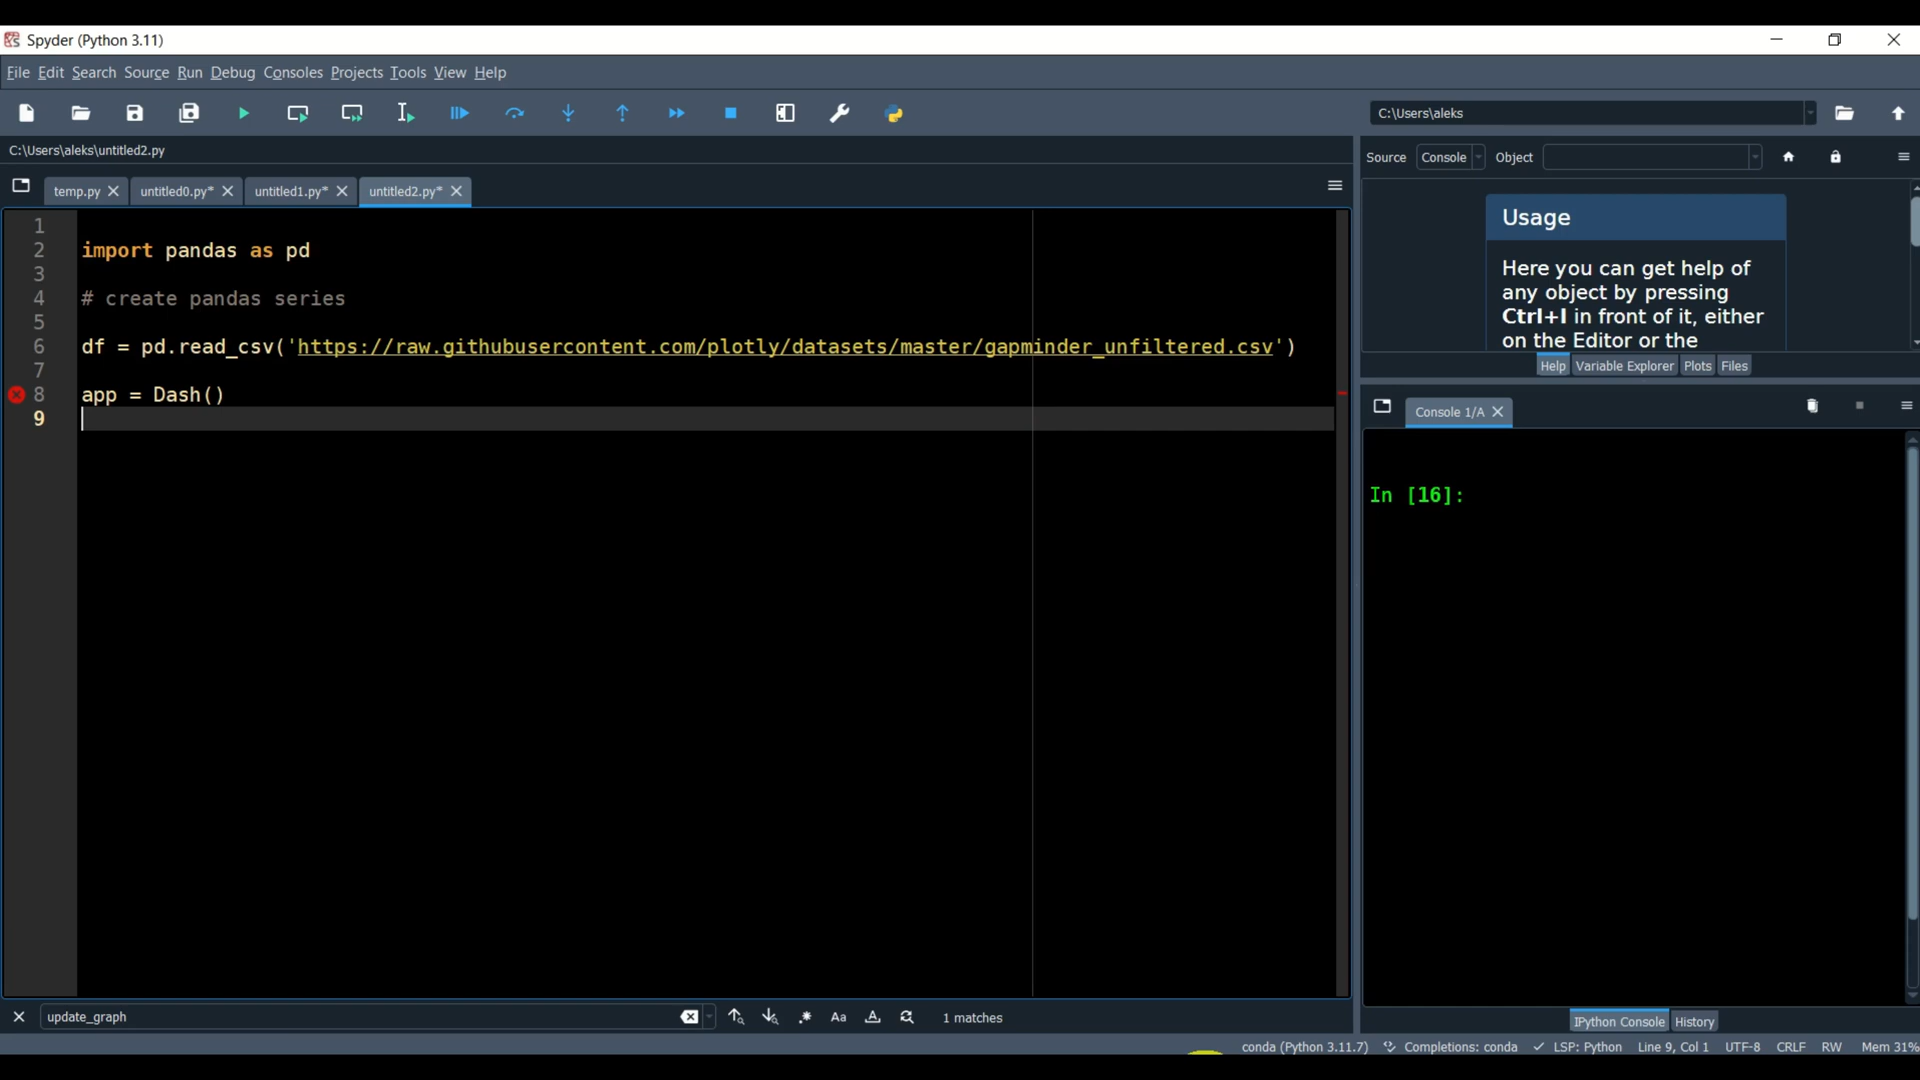 Spyder (Python 3.11)
File Edit Search Source Run Debug Consoles Projects Tools View Help
C:\Users\aleks
C:\Users\aleks\untitled2.py
Source Console Object
temp.py untitled0.py* untitled1.py* untitled2.py*
1
2 import pandas as pd
3
4 # create pandas series
5
6 df = pd.read_csv('https://raw.githubusercontent.com/plotly/datasets/master/gapminder_unfiltered.csv')
7
8 app = Dash()
9
Usage
Here you can get help of
any object by pressing
Ctrl+I in front of it, either
on the Editor or the
Help Variable Explorer Plots Files
Console 1/A
In [16]:
update_graph
Aa
1 matches
IPython Console History
conda (Python 3.11.7) Completions: conda LSP: Python Line 9, Col 1 UTF-8 CRLF RW Mem 31%